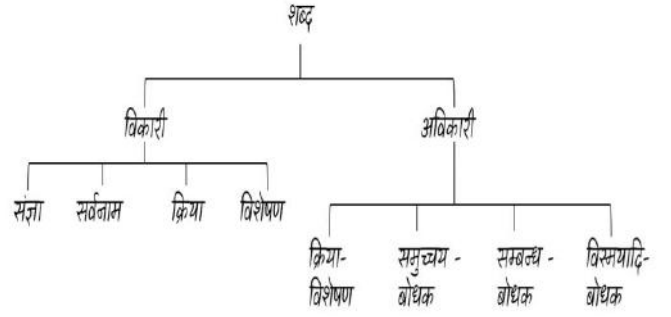 शब्द
विकारी अविकारी
संज्ञा सर्वनाम क्रिया विशेषण
क्रिया- समुच्चय - सम्बन्ध - विस्मयादि-
विशेषण बोधक बोधक बोधक